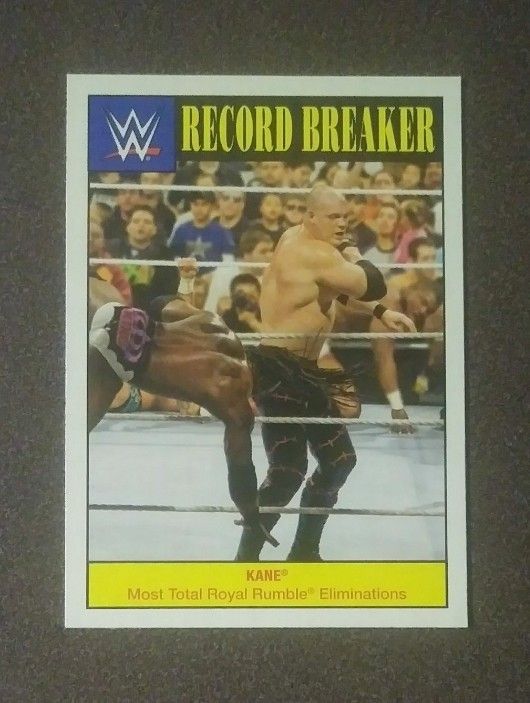 W
RECORD BREAKER
KANE®
Most Total Royal Rumble® Eliminations